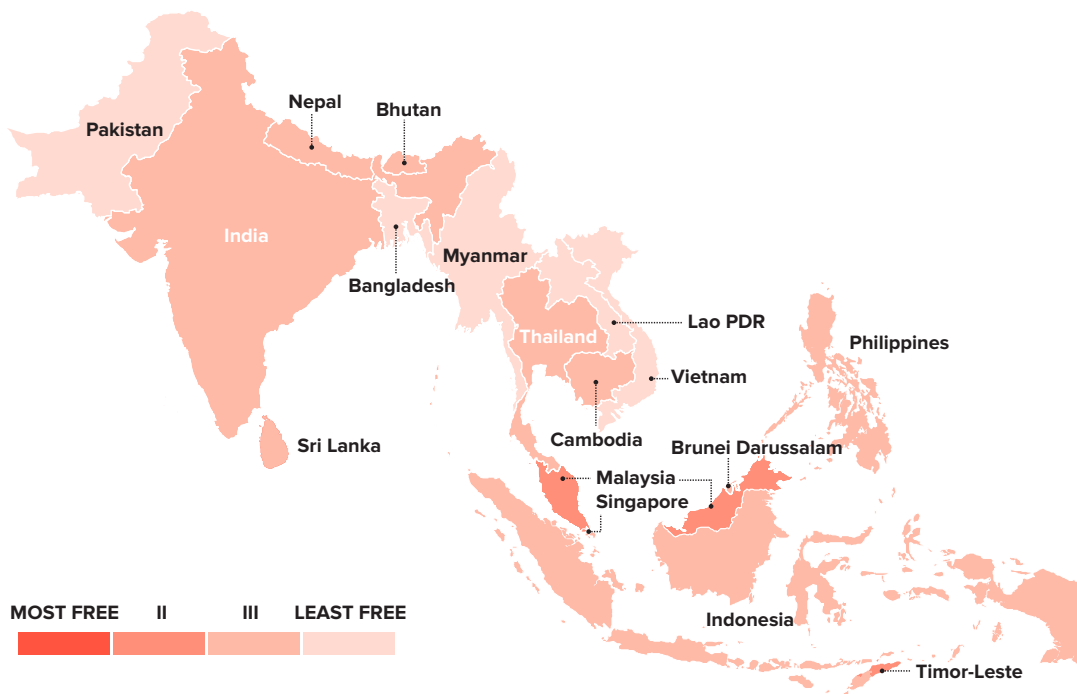 Nepal
Bhutan
Pakistan
India
Myanmar
Bangladesh
Lao PDR
Thailand
Philippines
Vietnam
Cambodia
Sri Lanka
Brunei Darussalam
Malaysia
Singapore
MOST FREE II III LEAST FREE
Indonesia
Timor-Leste